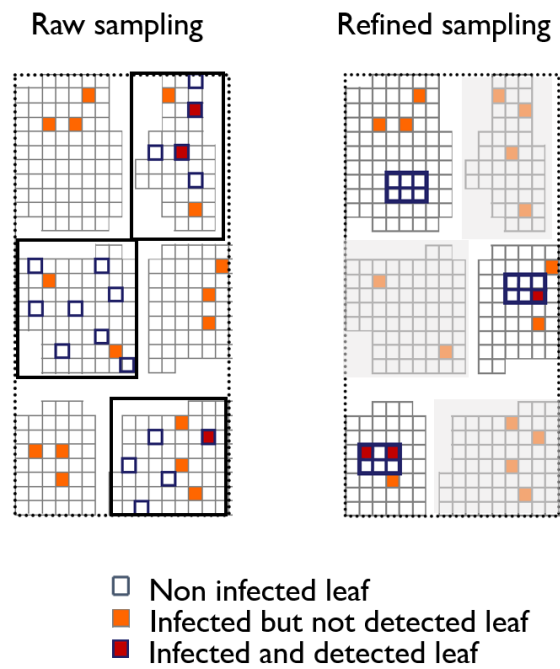 Raw sampling
Refined sampling
Non infected leaf
Infected but not detected leaf
Infected and detected leaf